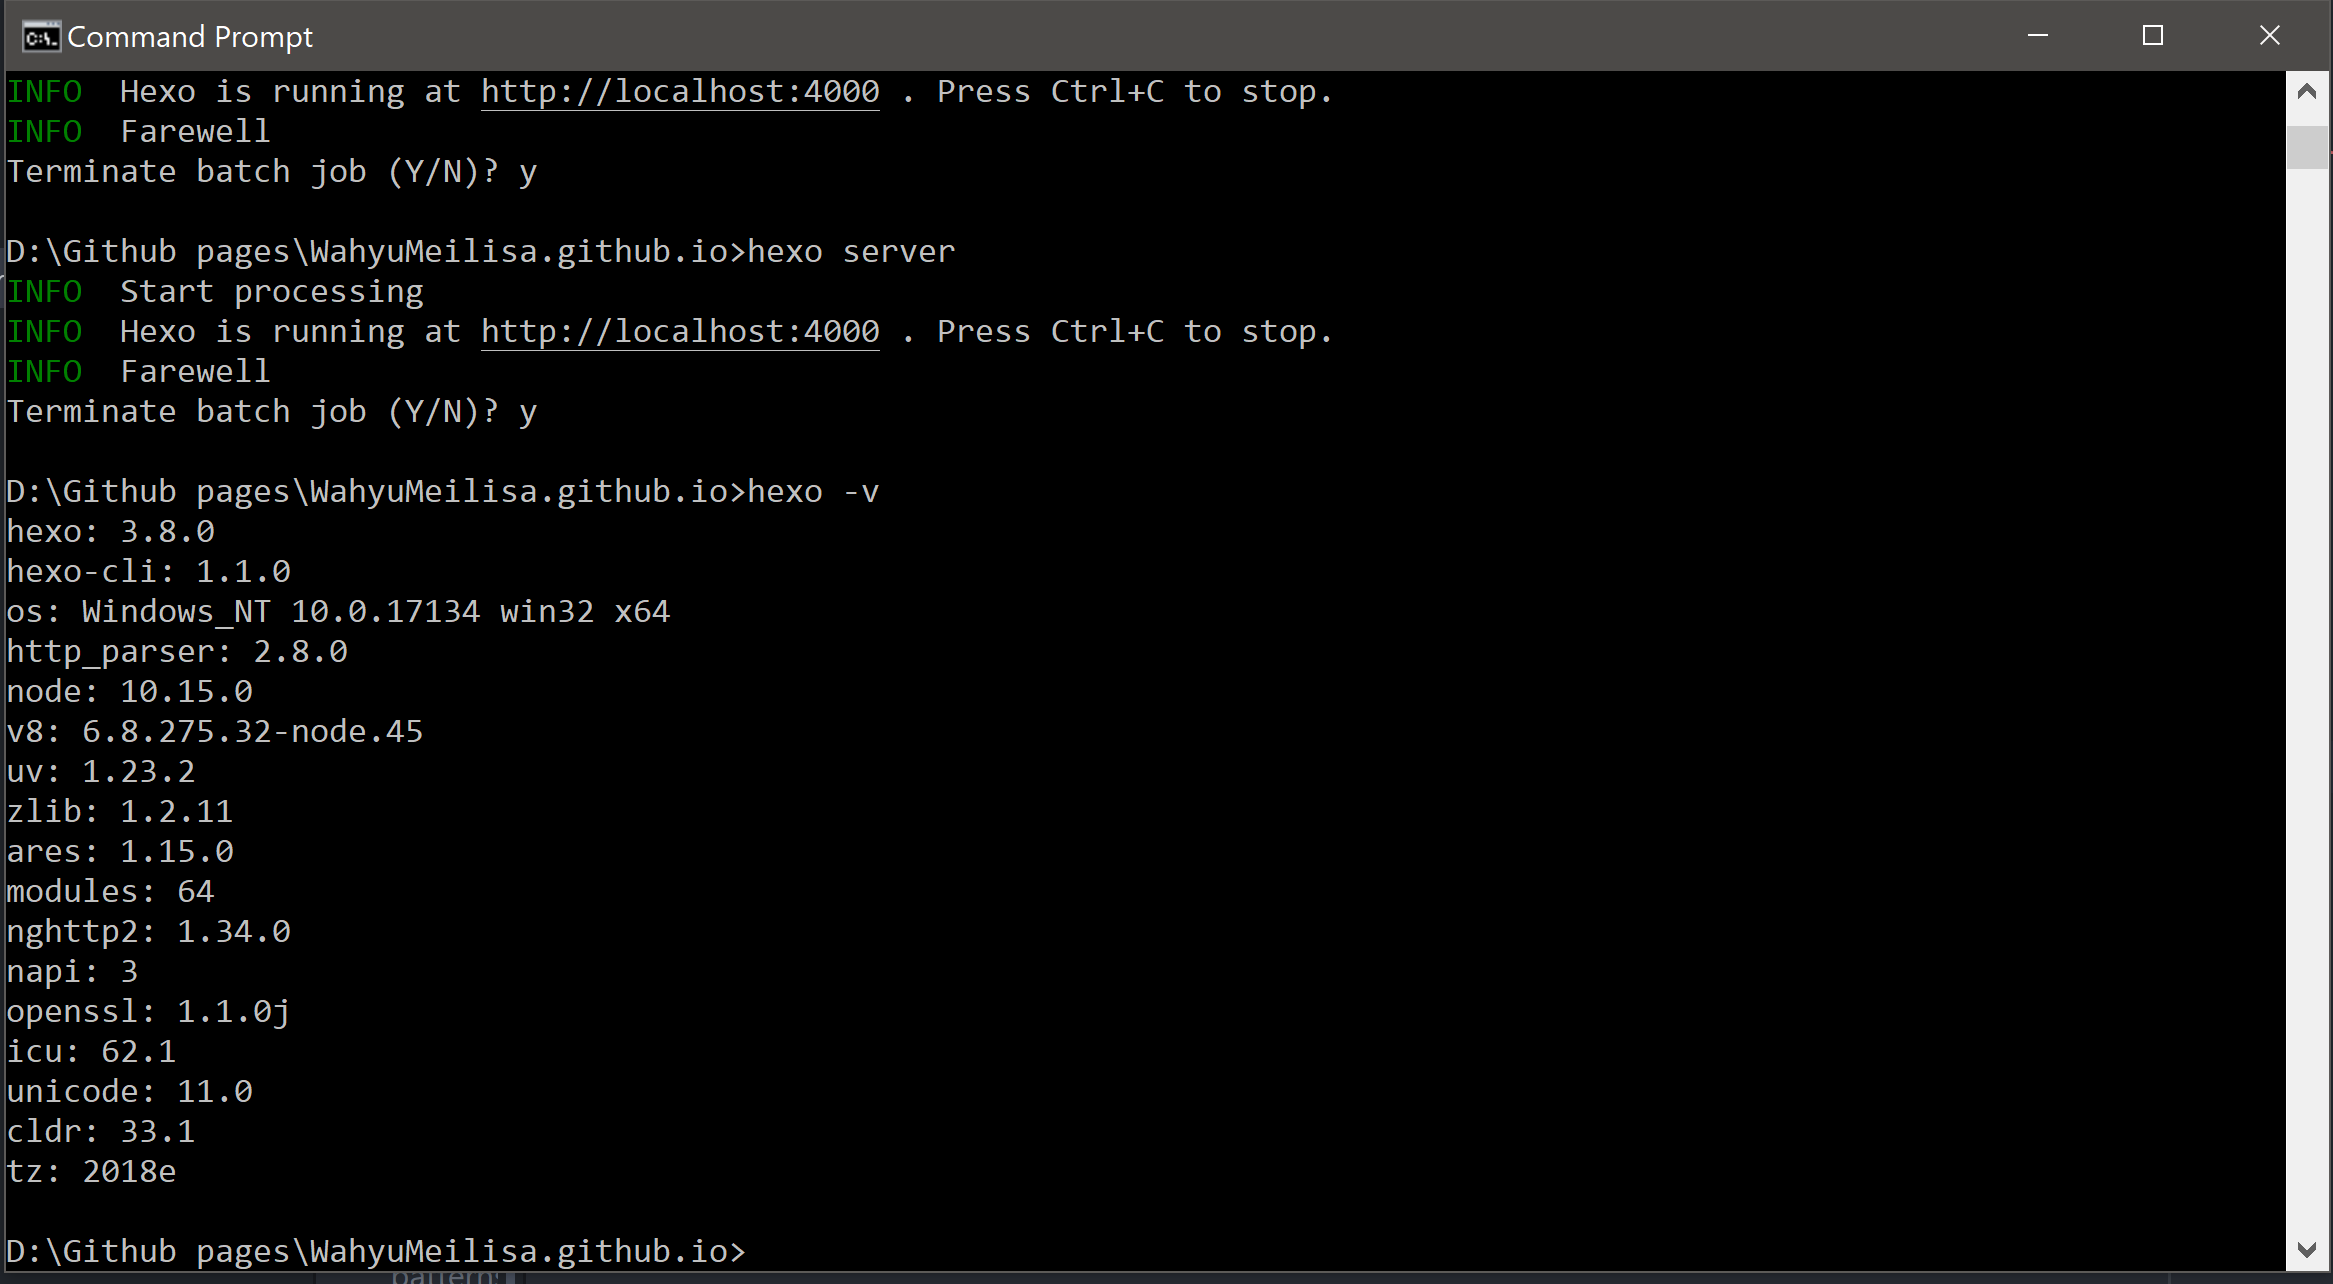 Command Prompt
INFO  Hexo is running at http://localhost:4000 . Press Ctrl+C to stop.
INFO  Farewell
Terminate batch job (Y/N)? y
D:\Github pages\WahyuMeilisa.github.io>hexo server
INFO  Start processing
INFO  Hexo is running at http://localhost:4000 . Press Ctrl+C to stop.
INFO  Farewell
Terminate batch job (Y/N)? y
D:\Github pages\WahyuMeilisa.github.io>hexo -v
hexo: 3.8.0
hexo-cli: 1.1.0
os: Windows_NT 10.0.17134 win32 x64
http_parser: 2.8.0
node: 10.15.0
v8: 6.8.275.32-node.45
uv: 1.23.2
zlib: 1.2.11
ares: 1.15.0
modules: 64
nghttp2: 1.34.0
napi: 3
openssl: 1.1.0j
icu: 62.1
unicode: 11.0
cldr: 33.1
tz: 2018e
D:\Github pages\WahyuMeilisa.github.io>